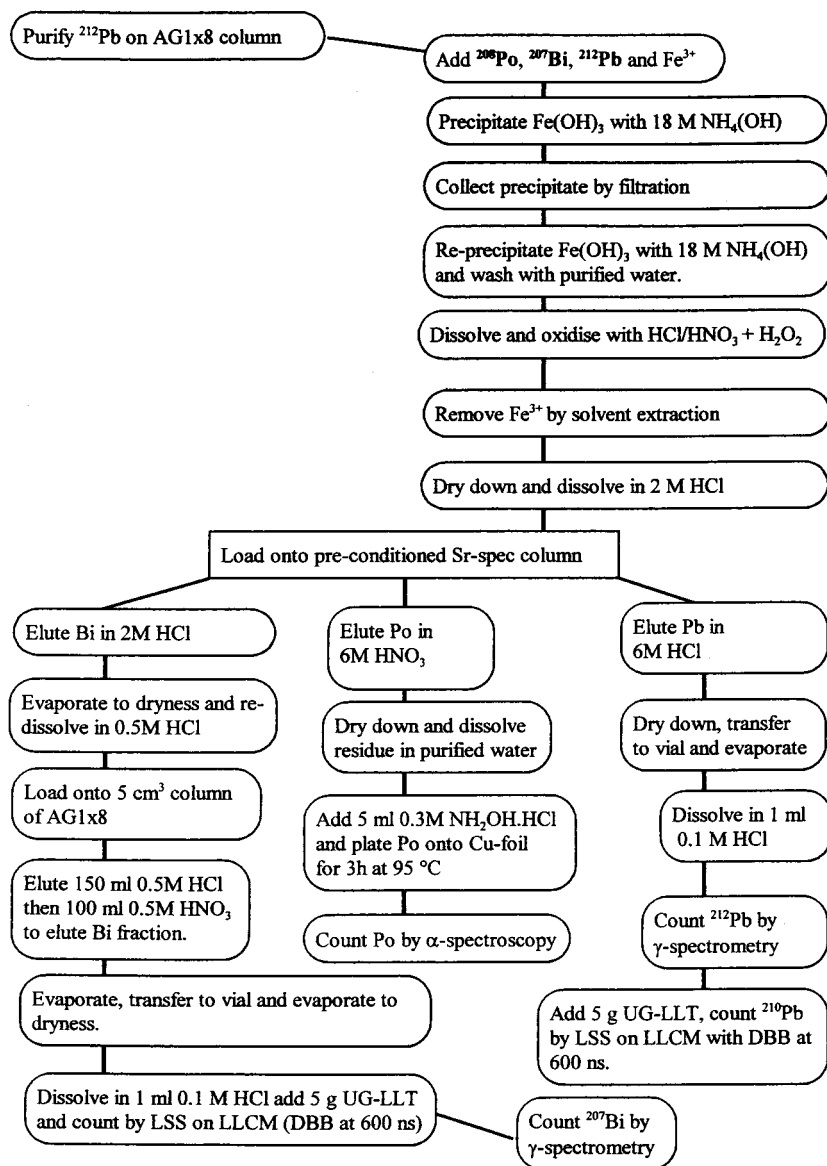 Purify ²¹²Pb on AG1x8 column
Add ²⁰⁸Po, ²⁰⁷Bi, ²¹²Pb and Fe³⁺
Precipitate Fe(OH)₃ with 18 M NH₄(OH)
Collect precipitate by filtration
Re-precipitate Fe(OH)₃ with 18 M NH₄(OH)
and wash with purified water.
Dissolve and oxidise with HCl/HNO₃ + H₂O₂
Remove Fe³⁺ by solvent extraction
Dry down and dissolve in 2 M HCl
Load onto pre-conditioned Sr-spec column
Elute Bi in 2M HCl
Evaporate to dryness and re-
dissolve in 0.5M HCl
Load onto 5 cm³ column
of AG1x8
Elute 150 ml 0.5M HCl
then 100 ml 0.5M HNO₃
to elute Bi fraction.
Evaporate, transfer to vial and evaporate to
dryness.
Dissolve in 1 ml 0.1 M HCl add 5 g UG-LLT
and count by LSS on LLCM (DBB at 600 ns)
Count ²⁰⁷Bi by
γ-spectrometry
Elute Po in
6M HNO₃
Dry down and dissolve
residue in purified water
Add 5 ml 0.3M NH₂OH.HCl
and plate Po onto Cu-foil
for 3h at 95 °C
Count Po by α-spectroscopy
Elute Pb in
6M HCl
Dry down, transfer
to vial and evaporate
Dissolve in 1 ml
0.1 M HCl
Count ²¹²Pb by
γ-spectrometry
Add 5 g UG-LLT, count ²¹⁰Pb
by LSS on LLCM with DBB at
600 ns.